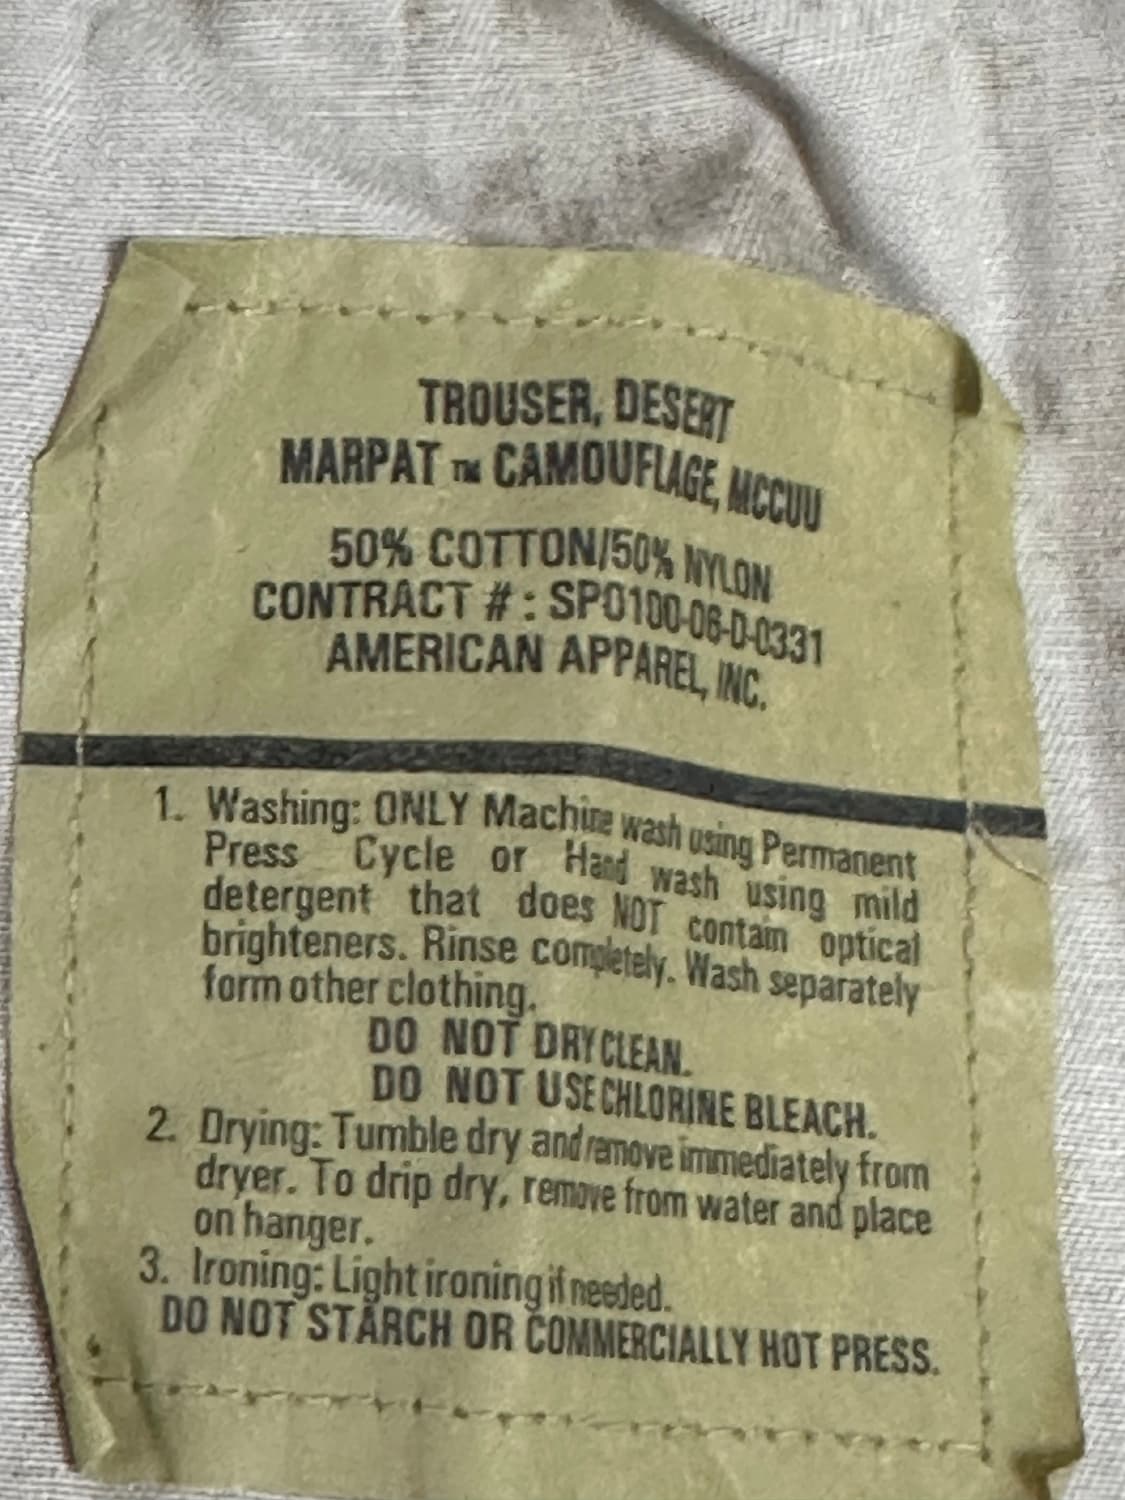 TROUSER, DESERT
MARPAT ™ CAMOUFLAGE, MCCUU
50% COTTON/50% NYLON
CONTRACT # : SP0100-06-D-0331
AMERICAN APPAREL, INC.
1. Washing: ONLY Machine wash using Permanent
Press Cycle or Hand wash using mild
detergent that does NOT contain optical
brighteners. Rinse completely. Wash separately
form other clothing.
DO NOT DRY CLEAN.
DO NOT USE CHLORINE BLEACH.
2. Drying: Tumble dry and remove immediately from
dryer. To drip dry, remove from water and place
on hanger.
3. Ironing: Light ironing if needed.
DO NOT STARCH OR COMMERCIALLY HOT PRESS.